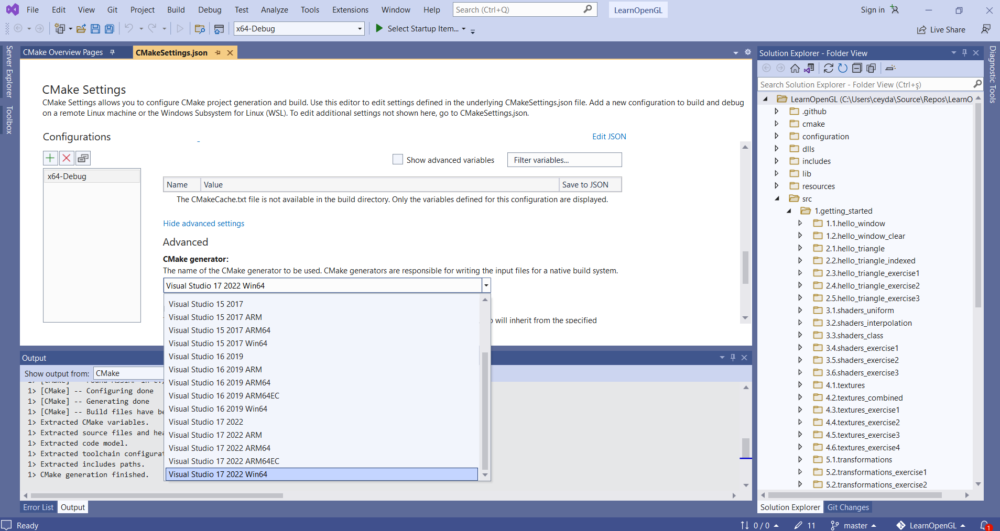 File Edit View Git Project Build Debug Test Analyze Tools Extensions Window Help Search (Ctrl+Q) LearnOpenGL Sign in
x64-Debug Select Startup Item... Live Share
Server Explorer
Toolbox
CMake Overview Pages CMakeSettings.json
CMake Settings
CMake Settings allows you to configure CMake project generation and build. Use this editor to edit settings defined in the underlying CMakeSettings.json file. Add a new configuration to build and debug
on a remote Linux machine or the Windows Subsystem for Linux (WSL). To edit additional settings not shown here, go to CMakeSettings.json.
Configurations
Edit JSON
Show advanced variables Filter variables...
x64-Debug
Name Value Save to JSON
The CMakeCache.txt file is not available in the build directory. Only the variables defined for this configuration are displayed.
Hide advanced settings
Advanced
CMake generator:
The name of the CMake generator to be used. CMake generators are responsible for writing the input files for a native build system.
Visual Studio 17 2022 Win64
Visual Studio 15 2017
Visual Studio 15 2017 ARM
Visual Studio 15 2017 ARM64
Visual Studio 15 2017 Win64
Visual Studio 16 2019
Visual Studio 16 2019 ARM
Visual Studio 16 2019 ARM64
Visual Studio 16 2019 ARM64EC
Visual Studio 16 2019 Win64
Visual Studio 17 2022
Visual Studio 17 2022 ARM
Visual Studio 17 2022 ARM64
Visual Studio 17 2022 ARM64EC
Visual Studio 17 2022 Win64
will inherit from the specified
Output
Show output from: CMake
1> [CMake] --
1> [CMake] -- Configuring done
1> [CMake] -- Generating done
1> [CMake] -- Build files have be
1> Extracted CMake variables.
1> Extracted source files and hea
1> Extracted code model.
1> Extracted toolchain configurat
1> Extracted includes paths.
1> CMake generation finished.
Error List Output
Solution Explorer - Folder View
Search Solution Explorer - Folder View (Ctrl+ş)
LearnOpenGL (C:\Users\ceyda\Source\Repos\LearnO
.github
cmake
configuration
dlls
includes
lib
resources
src
1.getting_started
1.1.hello_window
1.2.hello_window_clear
2.1.hello_triangle
2.2.hello_triangle_indexed
2.3.hello_triangle_exercise1
2.4.hello_triangle_exercise2
2.5.hello_triangle_exercise3
3.1.shaders_uniform
3.2.shaders_interpolation
3.3.shaders_class
3.4.shaders_exercise1
3.5.shaders_exercise2
3.6.shaders_exercise3
4.1.textures
4.2.textures_combined
4.3.textures_exercise1
4.4.textures_exercise2
4.5.textures_exercise3
4.6.textures_exercise4
5.1.transformations
5.2.transformations_exercise1
5.2.transformations_exercise2
Solution Explorer Git Changes
Diagnostic Tools
Ready 0 / 0 11 master LearnOpenGL 1